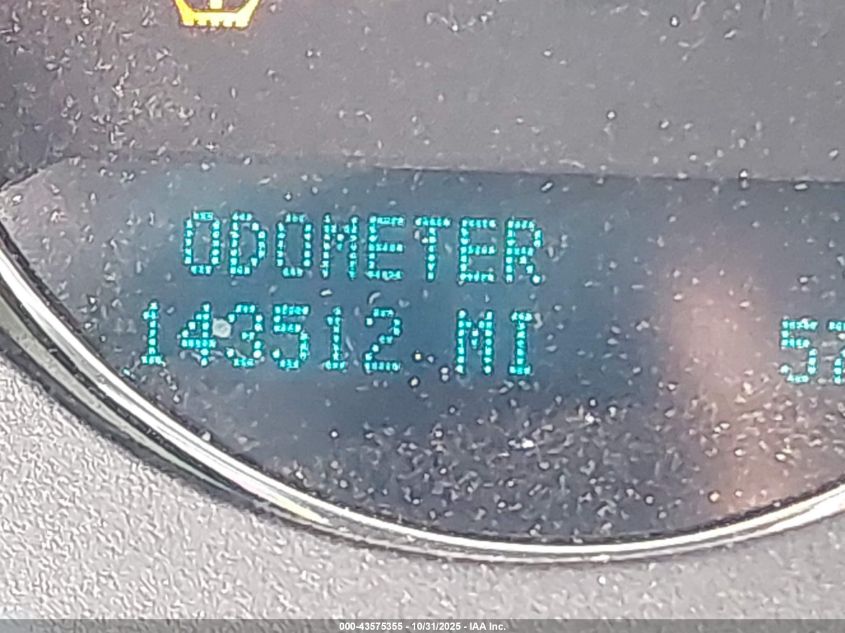 ODOMETER
143512 MI
000-43575355 • 10/31/2025 • IAA Inc.